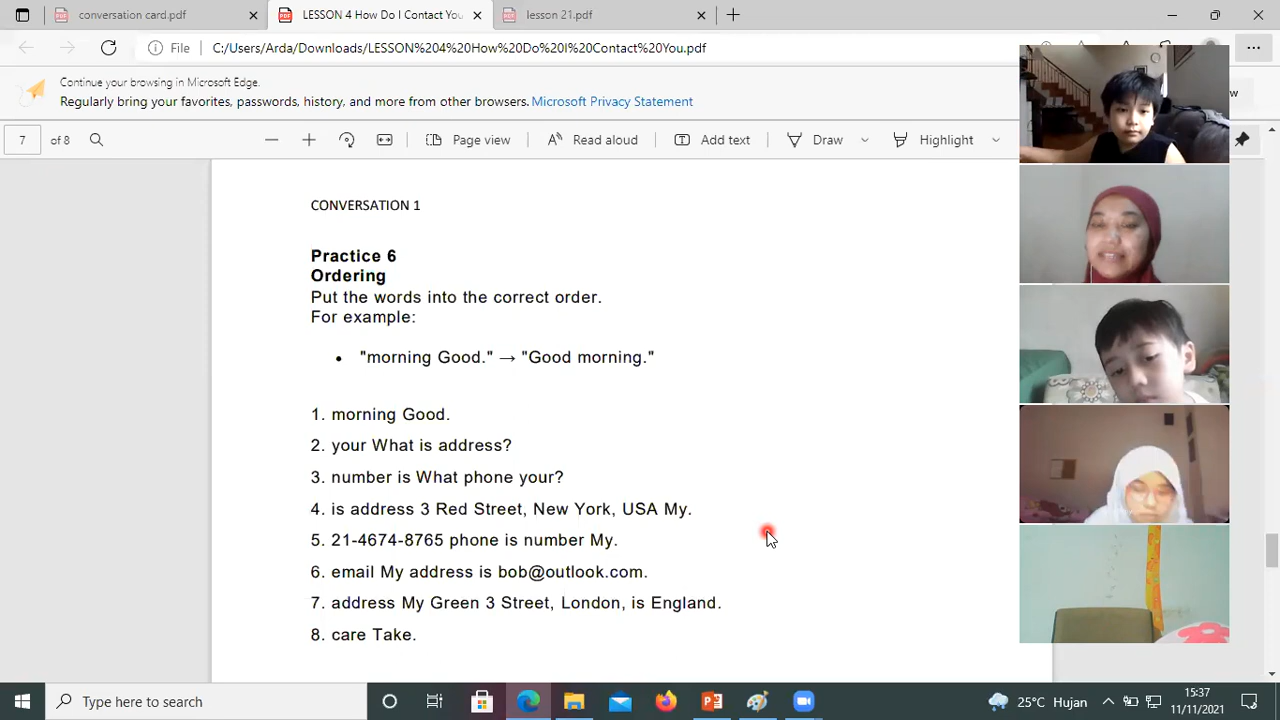 conversation card.pdf
LESSON 4 How Do I Contact You
lesson 21.pdf
File C:/Users/Arda/Downloads/LESSON%204%20How%20Do%20I%20Contact%20You.pdf
Continue your browsing in Microsoft Edge.
Regularly bring your favorites, passwords, history, and more from other browsers. Microsoft Privacy Statement
7 of 8 Page view Read aloud Add text Draw Highlight
CONVERSATION 1
Practice 6
Ordering
Put the words into the correct order.
For example:
• "morning Good." → "Good morning."
1. morning Good.
2. your What is address?
3. number is What phone your?
4. is address 3 Red Street, New York, USA My.
5. 21-4674-8765 phone is number My.
6. email My address is bob@outlook.com.
7. address My Green 3 Street, London, is England.
8. care Take.
Type here to search
25°C Hujan
15:37
11/11/2021